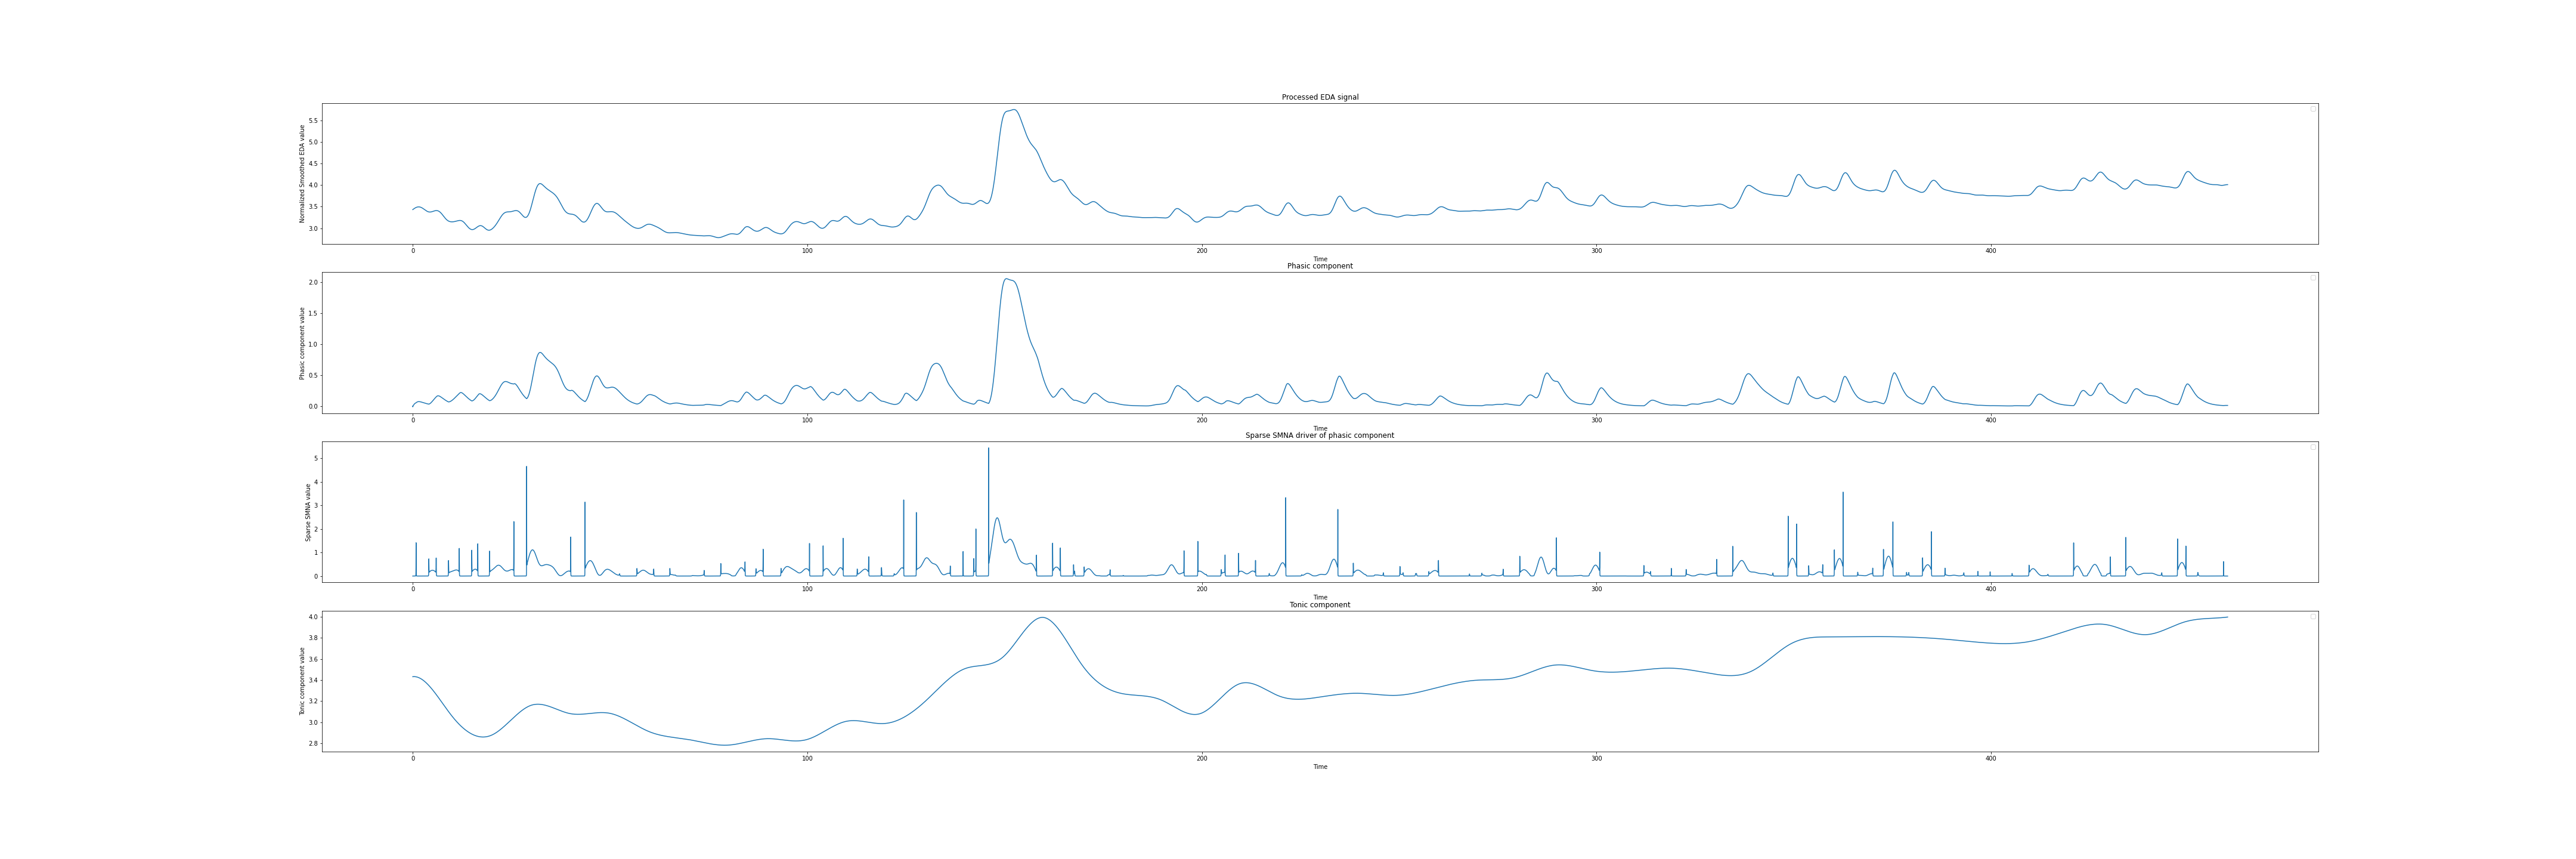 Processed EDA signal
Normalized Smoothed EDA value
5.5
5.0
4.5
4.0
3.5
3.0
0 100 200 300 400
Time
Phasic component
Phasic component value
2.0
1.5
1.0
0.5
0.0
0 100 200 300 400
Time
Sparse SMNA driver of phasic component
Sparse SMNA value
5
4
3
2
1
0
0 100 200 300 400
Time
Tonic component
Tonic component value
4.0
3.8
3.6
3.4
3.2
3.0
2.8
0 100 200 300 400
Time